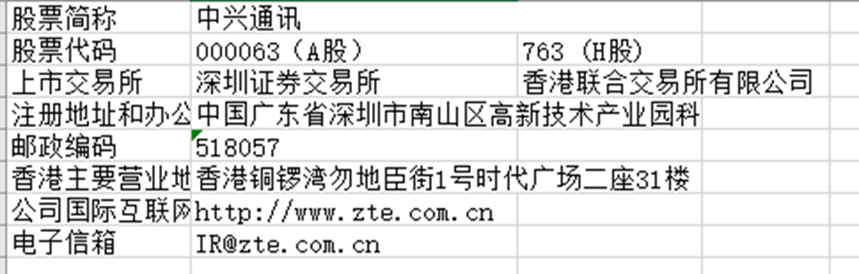 股票简称 中兴通讯
股票代码 000063（A股） 763 (H股)
上市交易所 深圳证券交易所 香港联合交易所有限公司
注册地址和办公 中国广东省深圳市南山区高新技术产业园科
邮政编码 518057
香港主要营业地 香港铜锣湾勿地臣街1号时代广场二座31楼
公司国际互联网 http://www.zte.com.cn
电子信箱 IR@zte.com.cn